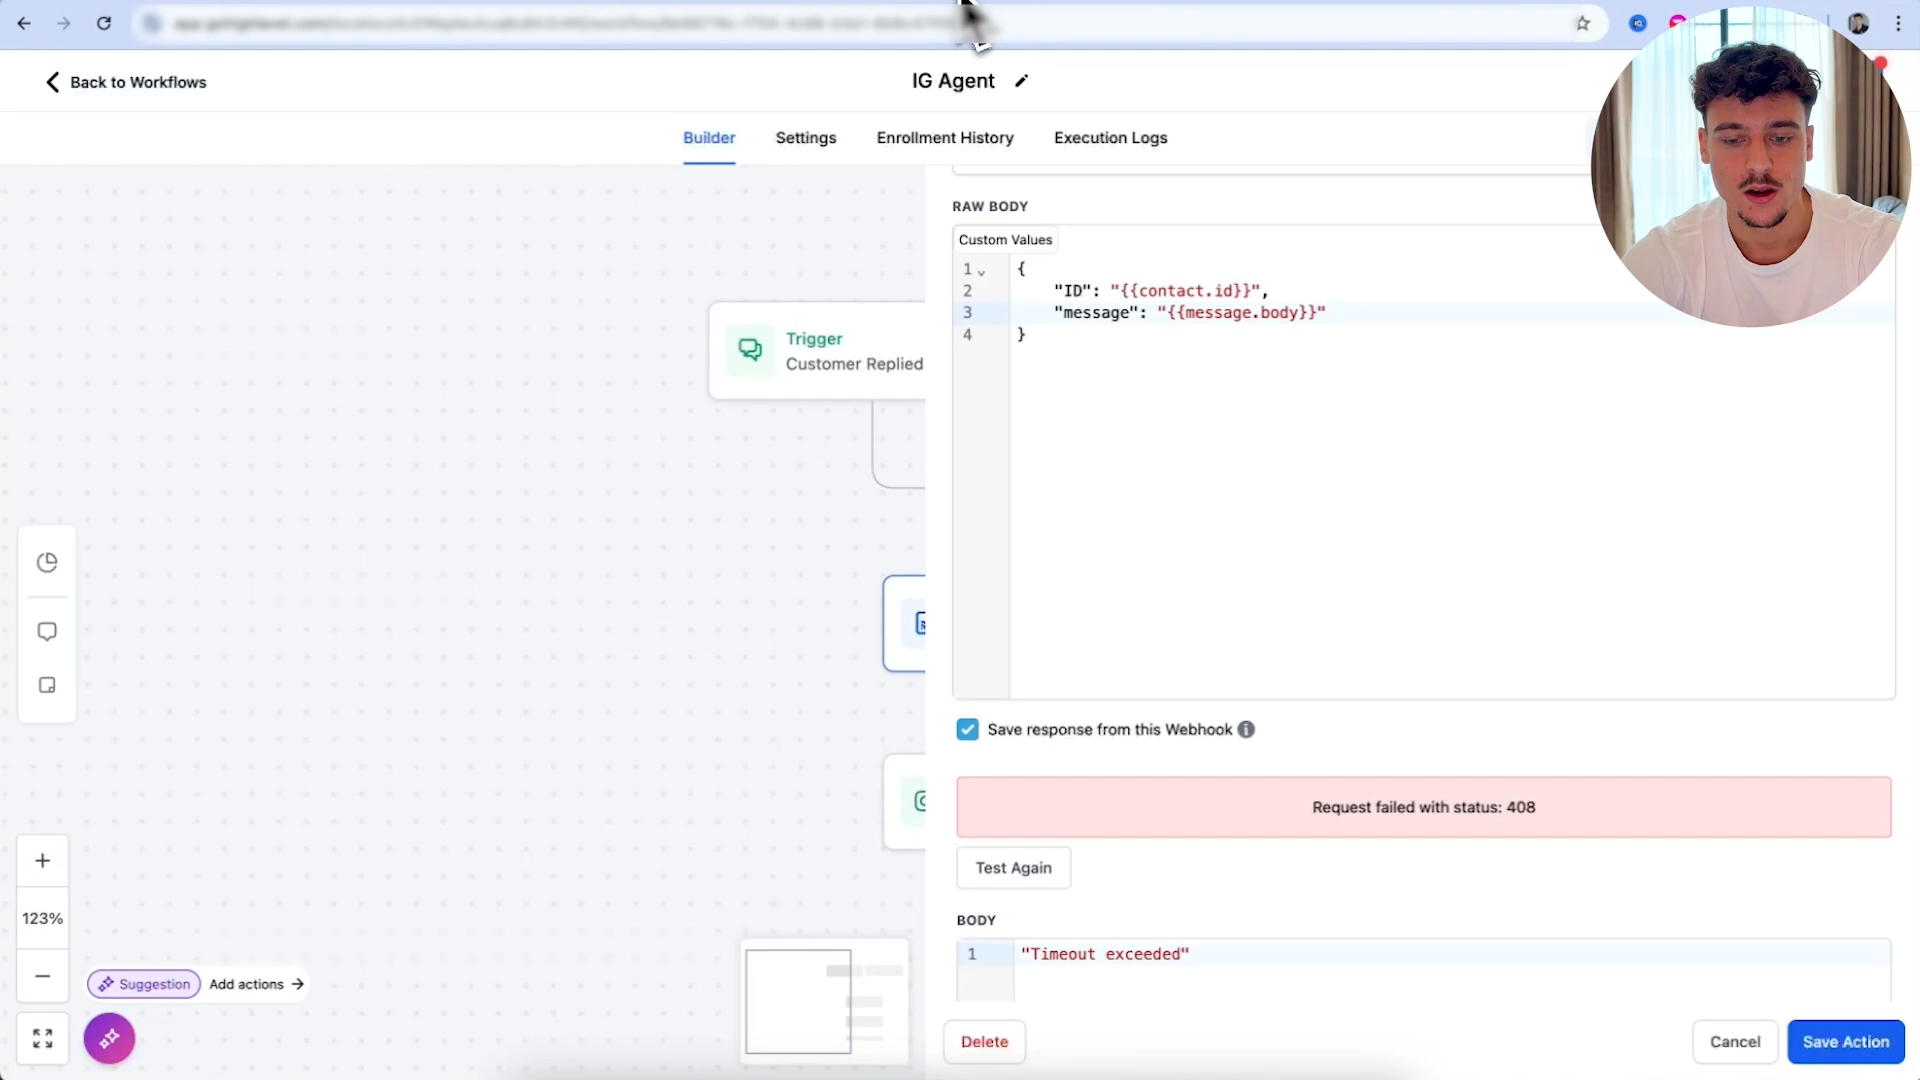 Back to Workflows
IG Agent
Builder
Settings
Enrollment History
Execution Logs
Trigger
Customer Replied
RAW BODY
Custom Values
1 {
2 "ID": "{{contact.id}}",
3 "message": "{{message.body}}"
4 }
Save response from this Webhook
Request failed with status: 408
Test Again
BODY
1 "Timeout exceeded"
123%
Suggestion
Add actions →
Delete
Cancel
Save Action